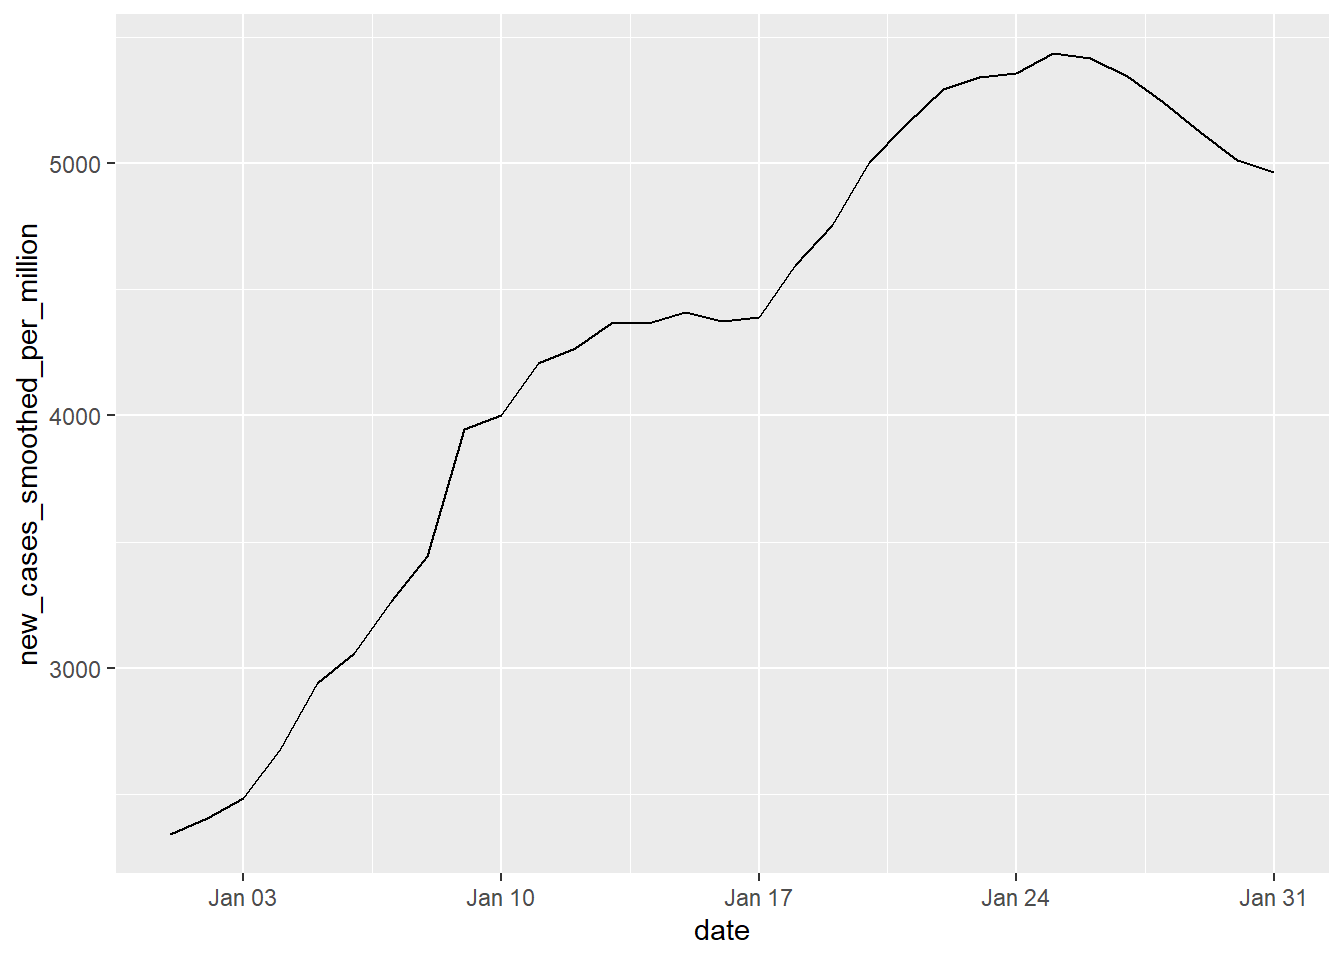 new_cases_smoothed_per_million
5000
4000
3000
Jan 03
Jan 10
Jan 17
Jan 24
Jan 31
date